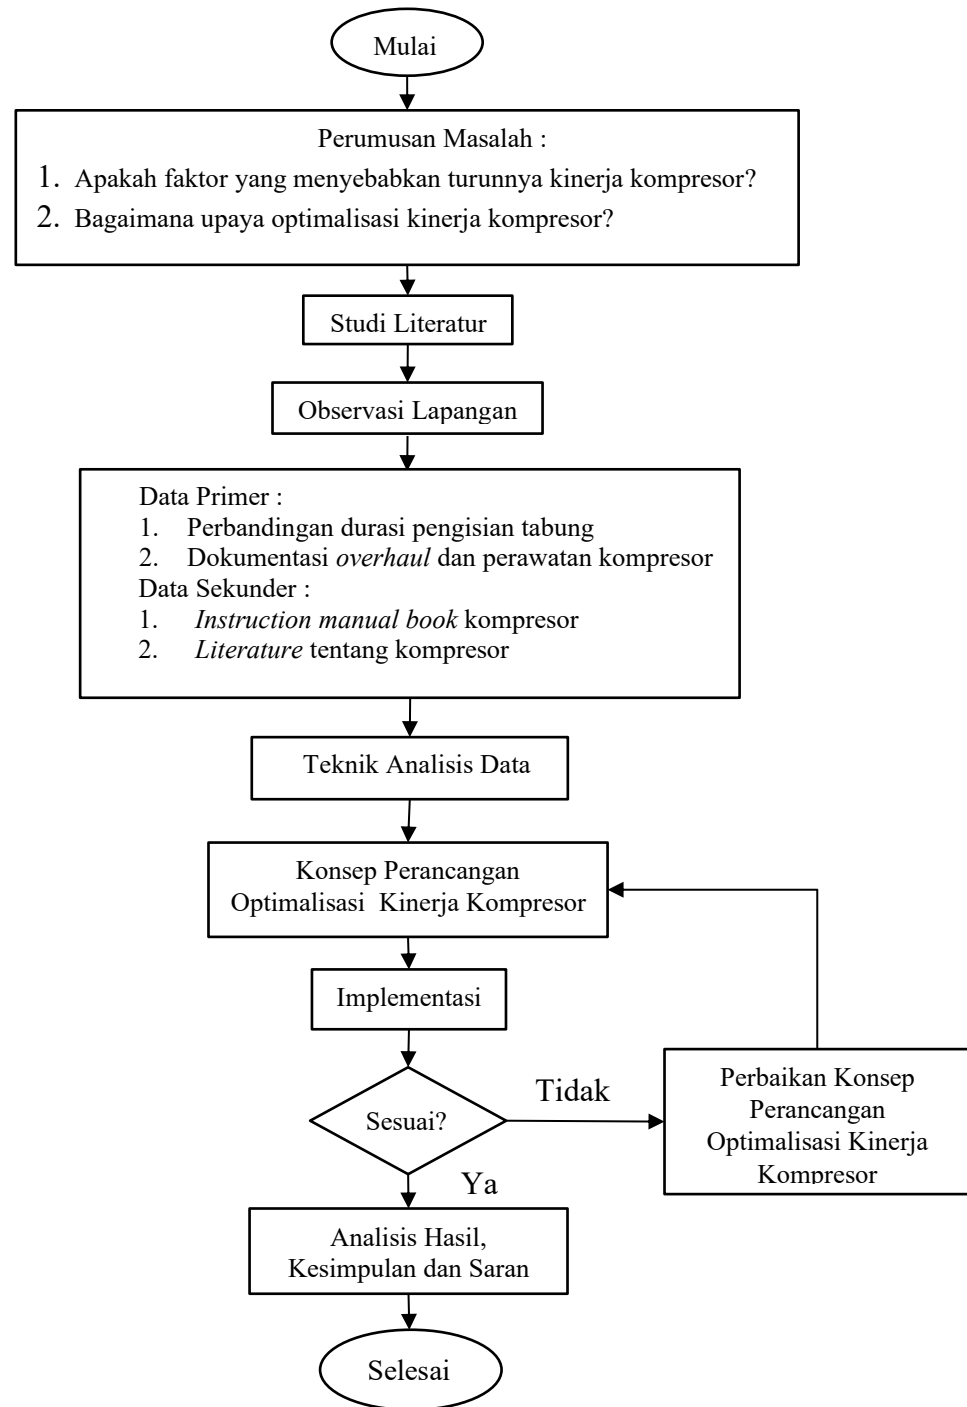 Mulai
Perumusan Masalah :
1. Apakah faktor yang menyebabkan turunnya kinerja kompresor?
2. Bagaimana upaya optimalisasi kinerja kompresor?
Studi Literatur
Observasi Lapangan
Data Primer :
1. Perbandingan durasi pengisian tabung
2. Dokumentasi overhaul dan perawatan kompresor
Data Sekunder :
1. Instruction manual book kompresor
2. Literature tentang kompresor
Teknik Analisis Data
Konsep Perancangan
Optimalisasi Kinerja Kompresor
Implementasi
Sesuai?
Tidak
Perbaikan Konsep
Perancangan
Optimalisasi Kinerja
Kompresor
Ya
Analisis Hasil,
Kesimpulan dan Saran
Selesai